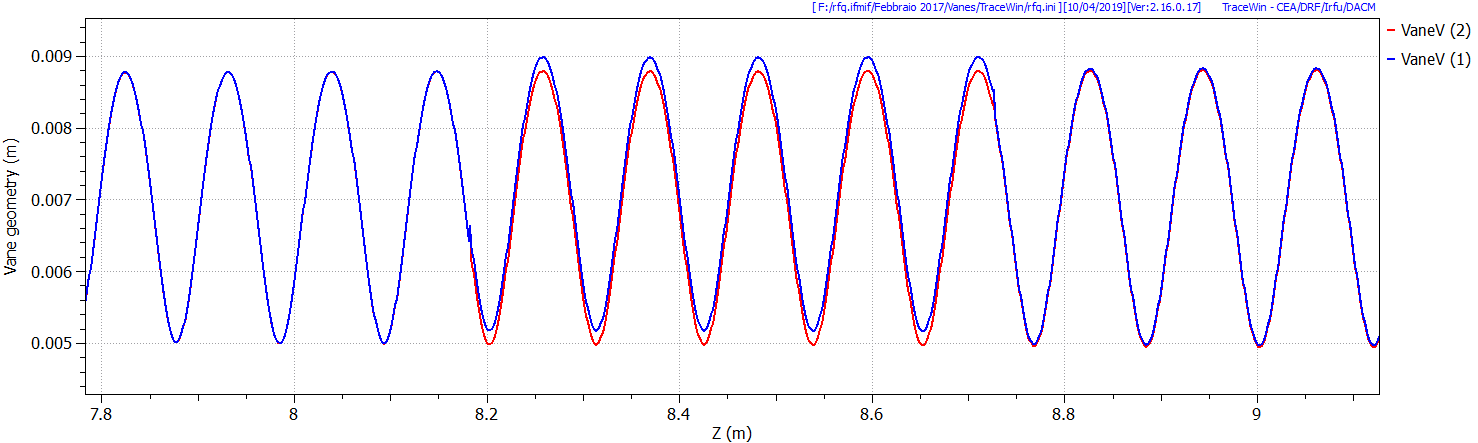 [ F:/rfq.ifmif/Febbraio 2017/Vanes/TraceWin/rfq.ini ][10/04/2019][Ver:2.16.0.17] TraceWin - CEA/DRF/Irfu/DACM
VaneV (2)
VaneV (1)
0.009
0.008
0.007
0.006
0.005
Vane geometry (m)
7.8 8 8.2 8.4 8.6 8.8 9
Z (m)